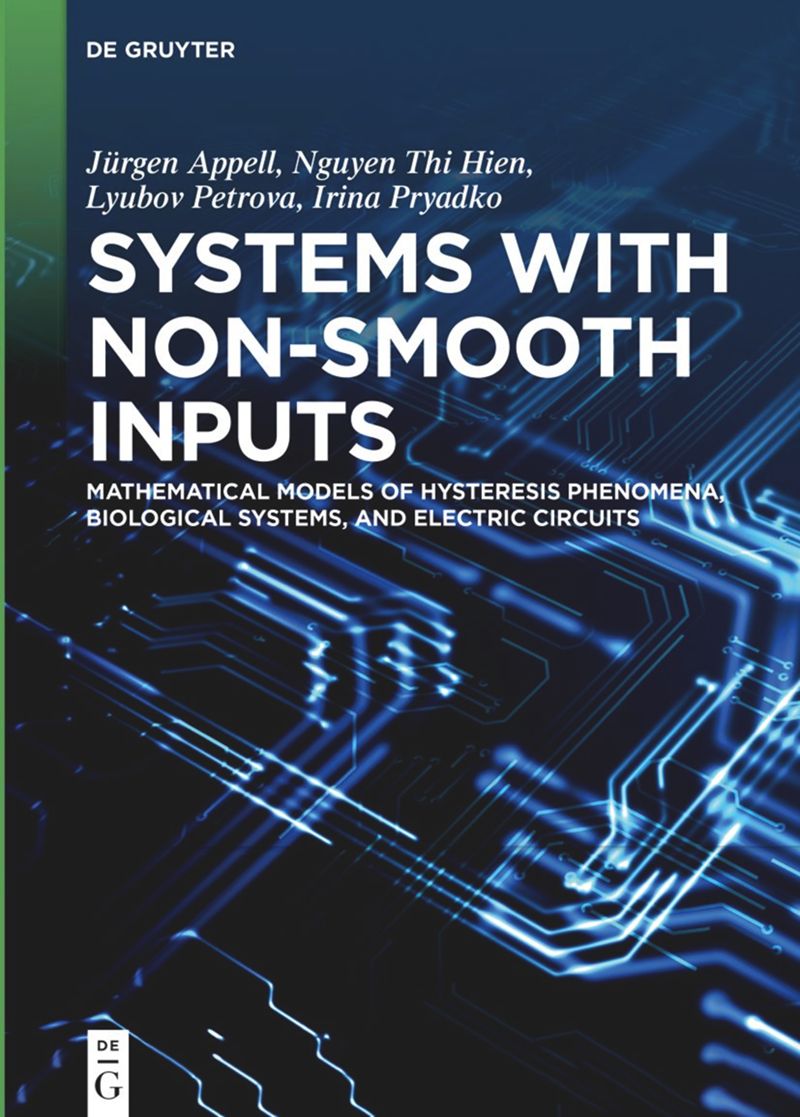 DE GRUYTER
Jürgen Appell, Nguyen Thi Hien,
Lyubov Petrova, Irina Pryadko
SYSTEMS WITH
NON-SMOOTH
INPUTS
MATHEMATICAL MODELS OF HYSTERESIS PHENOMENA,
BIOLOGICAL SYSTEMS, AND ELECTRIC CIRCUITS
DE
G